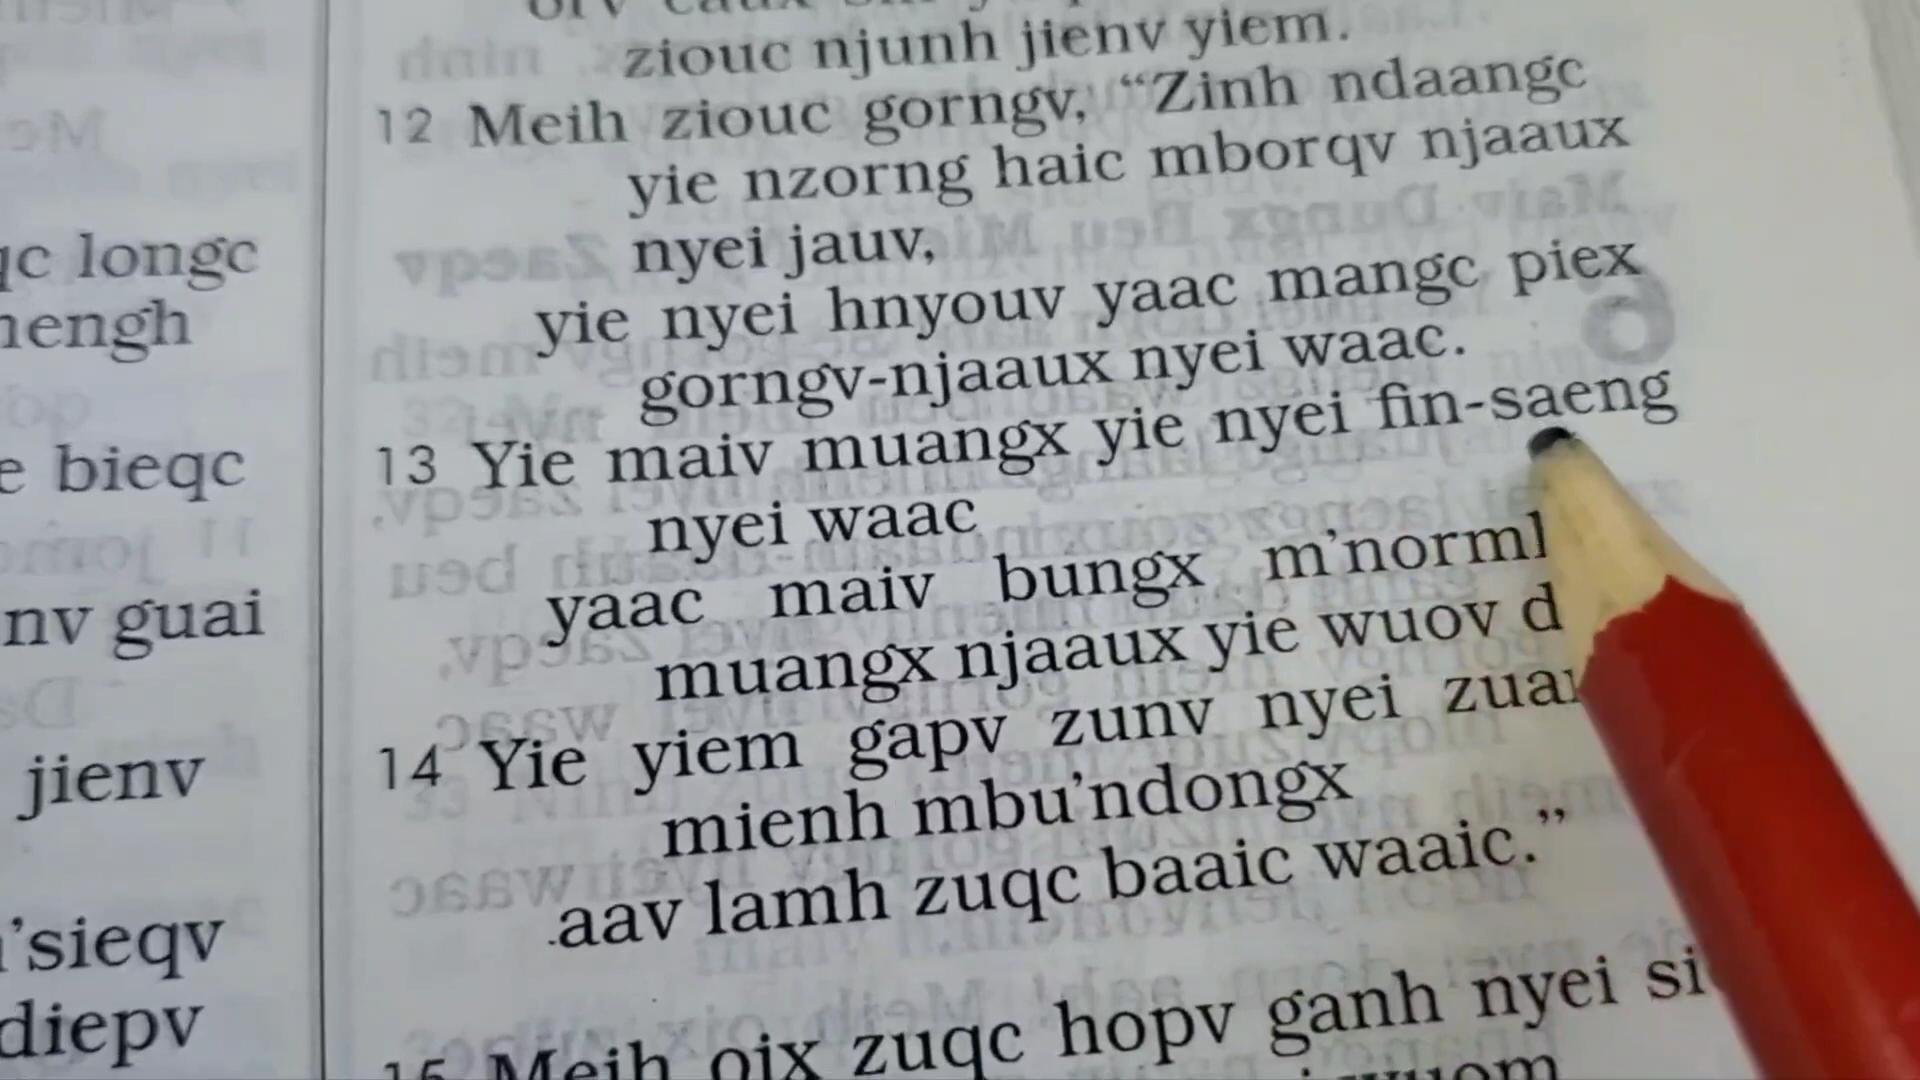 qc longc
nengh
e bieqc
nv guai
jienv
'sieqv
diepv
ziouc njunh jienv yiem.
12 Meih ziouc gorngv, “Zinh ndaangc
yie nzorng haic mborqv njaaux
nyei jauv,
yie nyei hnyouv yaac mangc piex
gorngv-njaaux nyei waac.
13 Yie maiv muangx yie nyei fin-saeng
nyei waac
yaac maiv bungx m’norm
muangx njaaux yie wuov d
14 Yie yiem gapv zunv nyei zua
mienh mbu’ndongx
aav lamh zuqc baaic waaic.”
15 Meih oix zuqc hopv ganh nyei si